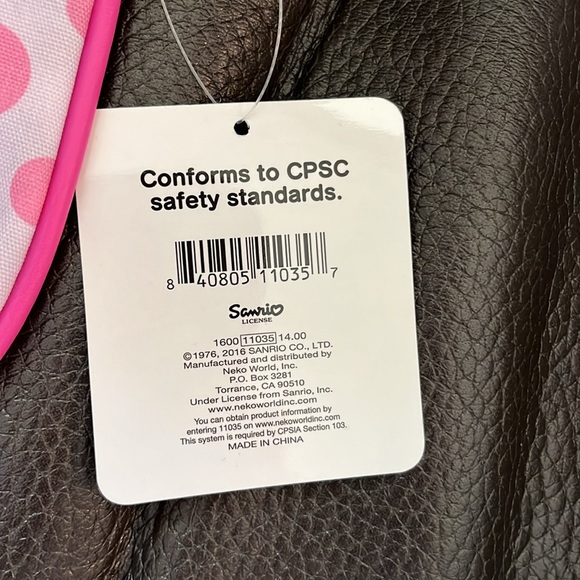 Conforms to CPSC
safety standards.
8 40805 11035 7
Sanrio
LICENSE
1600 11035 14.00
©1976, 2016 SANRIO CO., LTD.
Manufactured and distributed by
Neko World, Inc.
P.O. Box 3281
Torrance, CA 90510
Under License from Sanrio, Inc.
www.nekoworldinc.com
You can obtain product information by
entering 11035 on www.nekoworldinc.com.
This system is required by CPSIA Section 103.
MADE IN CHINA